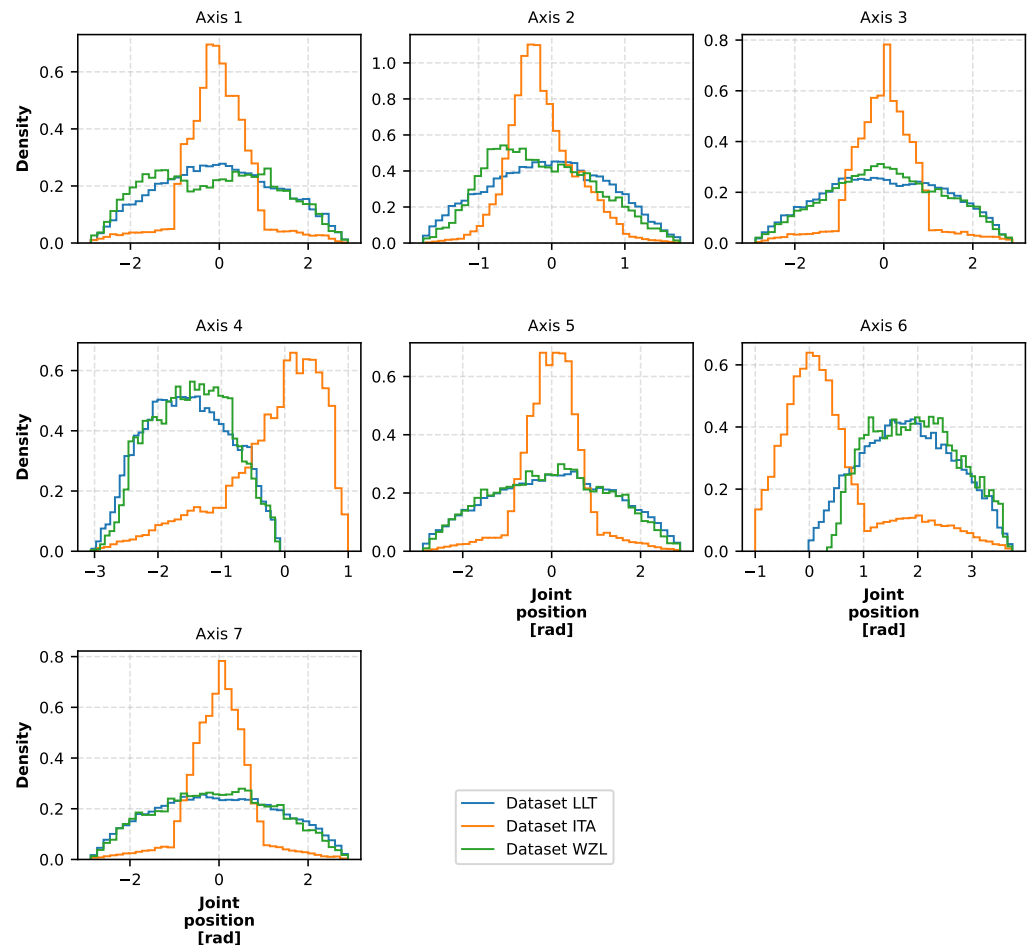 Axis 1
Axis 2
Axis 3
Density
0.6
0.4
0.2
0.0
−2
0
2
1.0
0.8
0.6
0.4
0.2
0.0
−1
0
1
0.8
0.6
0.4
0.2
0.0
−2
0
2
Axis 4
Axis 5
Axis 6
Density
0.6
0.4
0.2
0.0
−3
−2
−1
0
1
0.6
0.4
0.2
0.0
−2
0
2
Joint
position
[rad]
0.6
0.4
0.2
0.0
−1
0
1
2
3
Joint
position
[rad]
Axis 7
Density
0.8
0.6
0.4
0.2
0.0
−2
0
2
Joint
position
[rad]
Dataset LLT
Dataset ITA
Dataset WZL